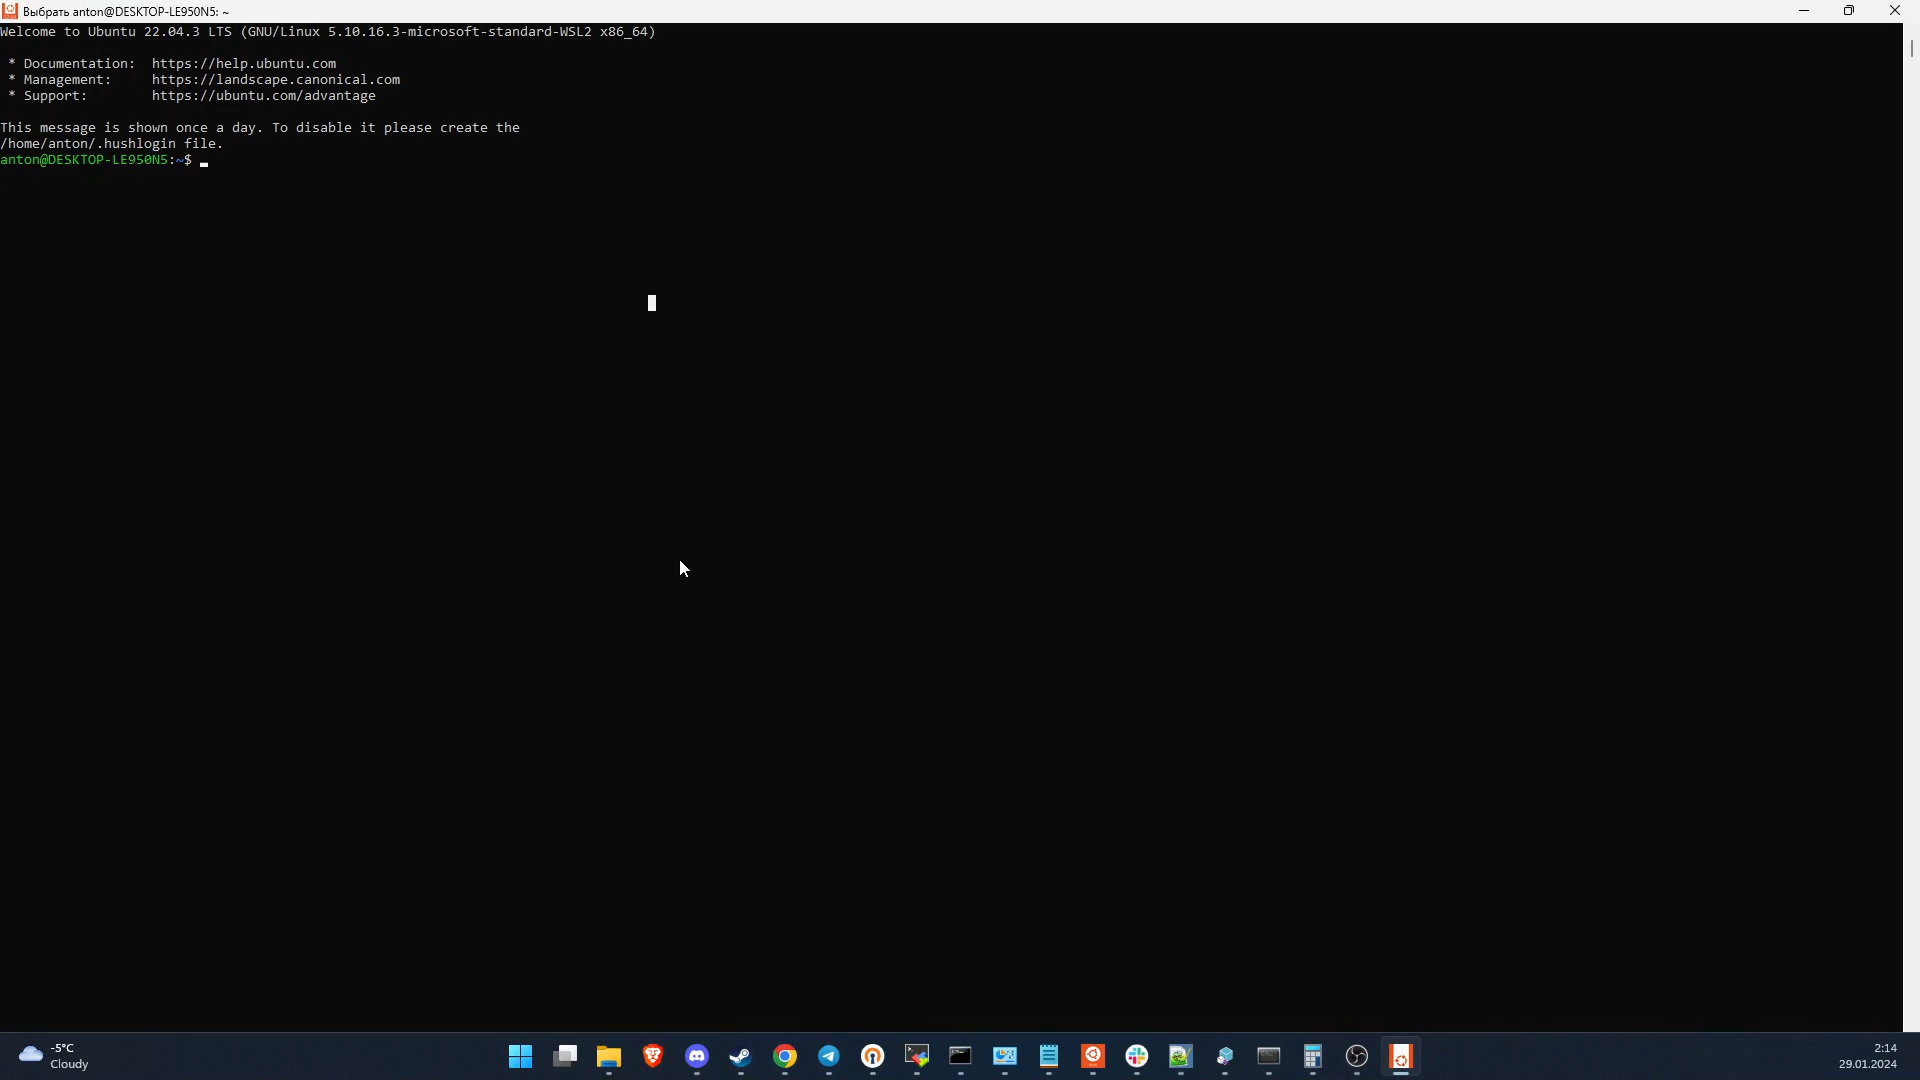 Выбрать anton@DESKTOP-LE950N5: ~
Welcome to Ubuntu 22.04.3 LTS (GNU/Linux 5.10.16.3-microsoft-standard-WSL2 x86_64)
* Documentation:  https://help.ubuntu.com
* Management:     https://landscape.canonical.com
* Support:        https://ubuntu.com/advantage
This message is shown once a day. To disable it please create the
/home/anton/.hushlogin file.
anton@DESKTOP-LE950N5:~$
-5°C
Cloudy
2:14
29.01.2024